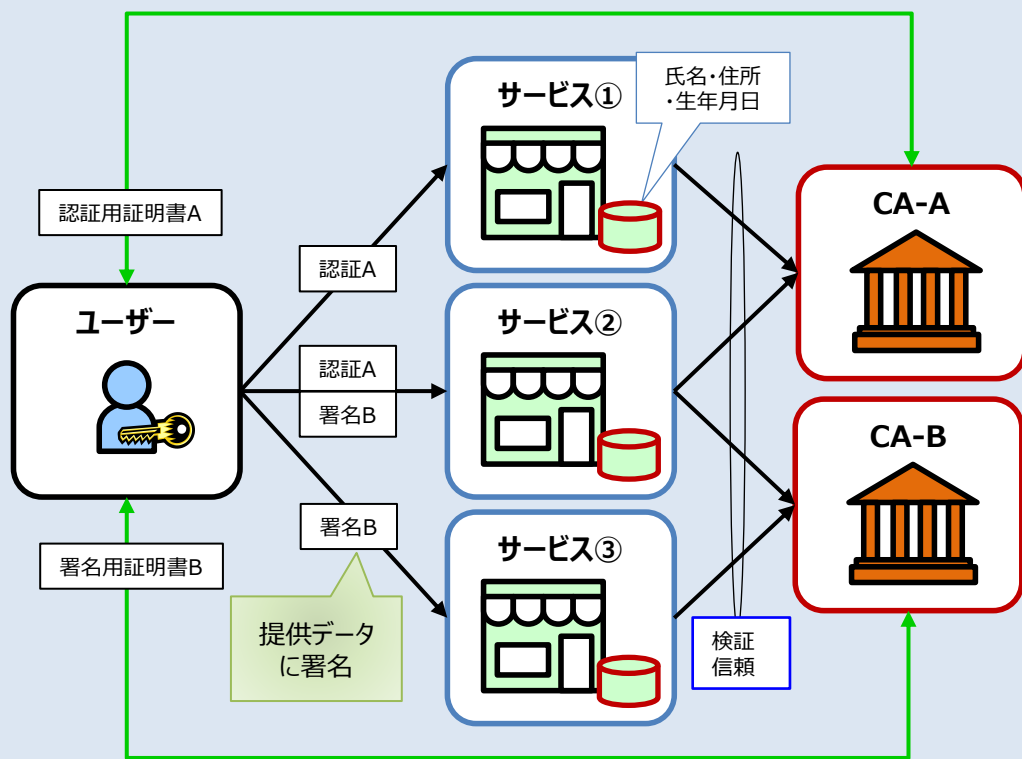 サービス①
氏名・住所
・生年月日
認証用証明書A
CA-A
認証A
ユーザー
サービス②
認証A
署名B
CA-B
署名B
サービス③
署名用証明書B
提供データ
に署名
検証
信頼